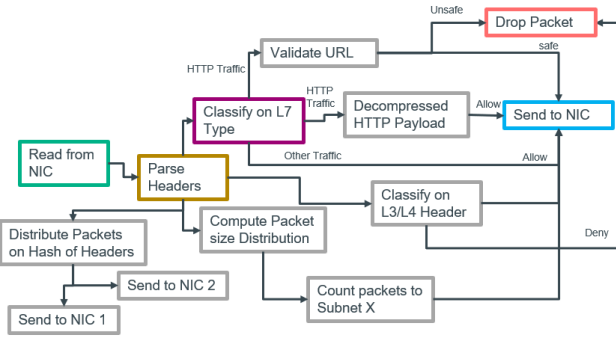 Unsafe
Drop Packet
Validate URL
safe
HTTP Traffic
HTTP
Traffic
Classify on L7
Type
Decompressed
HTTP Payload
Allow
Send to NIC
Other Traffic
Allow
Read from
NIC
Parse
Headers
Classify on
L3/L4 Header
Distribute Packets
on Hash of Headers
Compute Packet
size Distribution
Deny
Send to NIC 2
Count packets to
Subnet X
Send to NIC 1